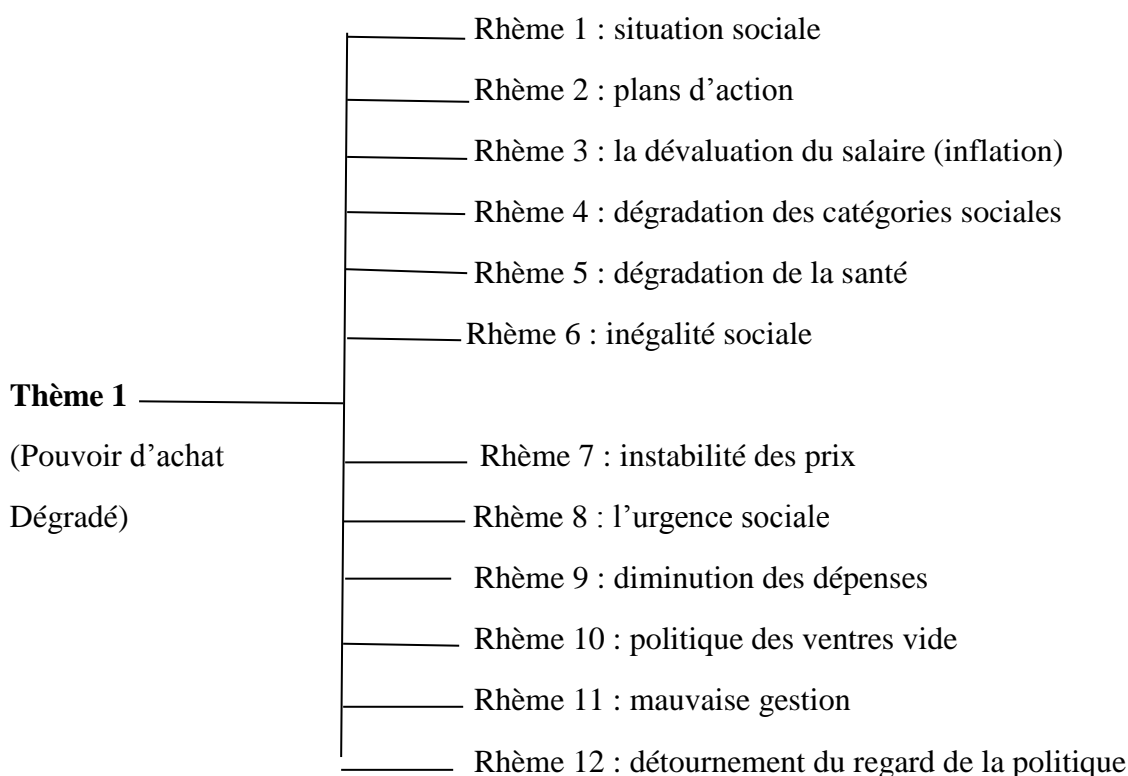 Rhème 1 : situation sociale
Rhème 2 : plans d’action
Rhème 3 : la dévaluation du salaire (inflation)
Rhème 4 : dégradation des catégories sociales
Rhème 5 : dégradation de la santé
Rhème 6 : inégalité sociale
Thème 1
(Pouvoir d’achat
Dégradé)
Rhème 7 : instabilité des prix
Rhème 8 : l’urgence sociale
Rhème 9 : diminution des dépenses
Rhème 10 : politique des ventres vide
Rhème 11 : mauvaise gestion
Rhème 12 : détournement du regard de la politique